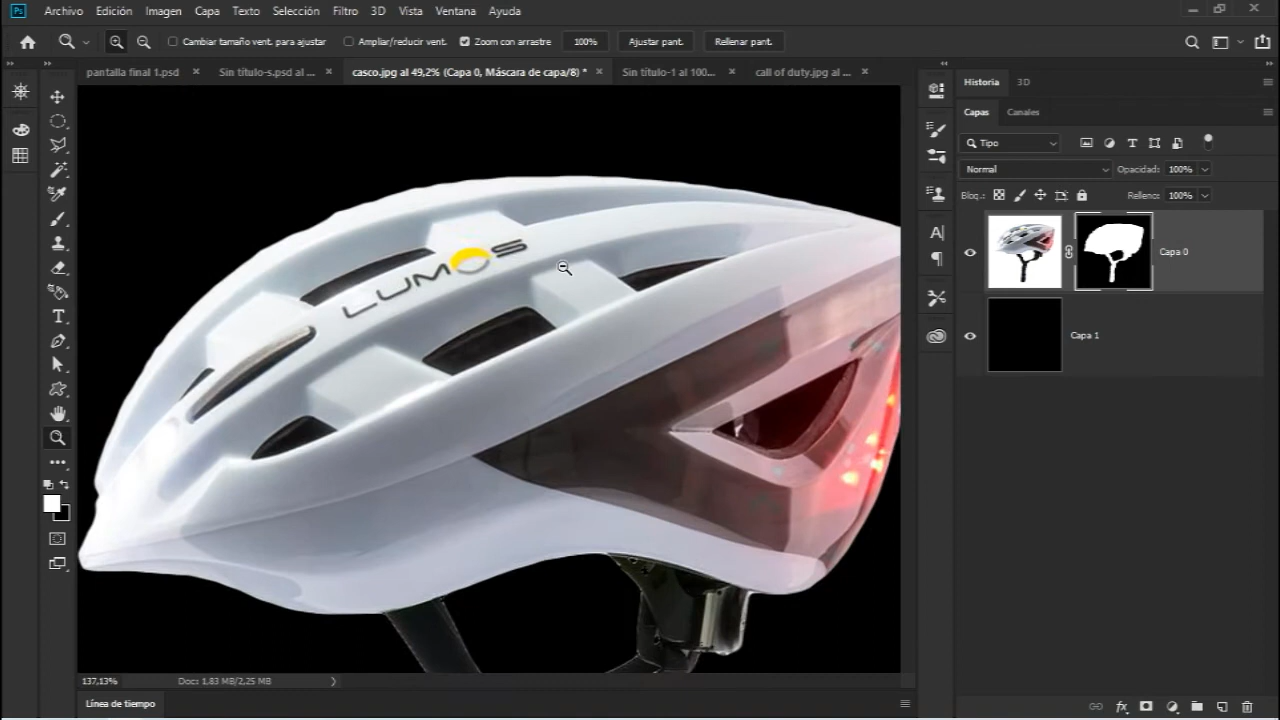 Ps Archivo Edición Imagen Capa Texto Selección Filtro 3D Vista Ventana Ayuda
Cambiar tamaño vent. para ajustar Ampliar/reducir vent. Zoom con arrastre 100% Ajustar pant. Rellenar pant.
pantalla final 1.psd × Sin título-s.psd al ... × casco.jpg al 49,2% (Capa 0, Máscara de capa/8) * × Sin título-1 al 100... × call of duty.jpg al ... ×
Historia 3D
Capas Canales
Tipo
Normal Opacidad: 100%
Bloq.: Relleno: 100%
Capa 0
Capa 1
LUMOS
137,13% Doc: 1,83 MB/2,25 MB
Línea de tiempo